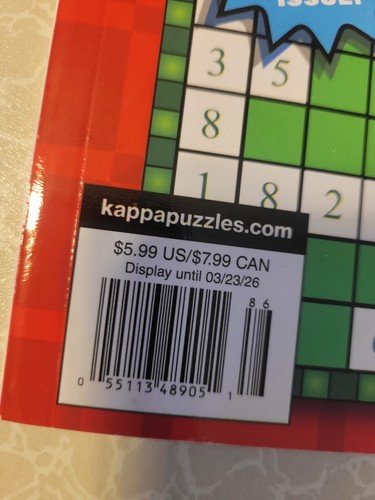 ISSUE!
3 5
8
1 8 2
kappapuzzles.com
$5.99 US/$7.99 CAN
Display until 03/23/26
86
0 55113 48905 1